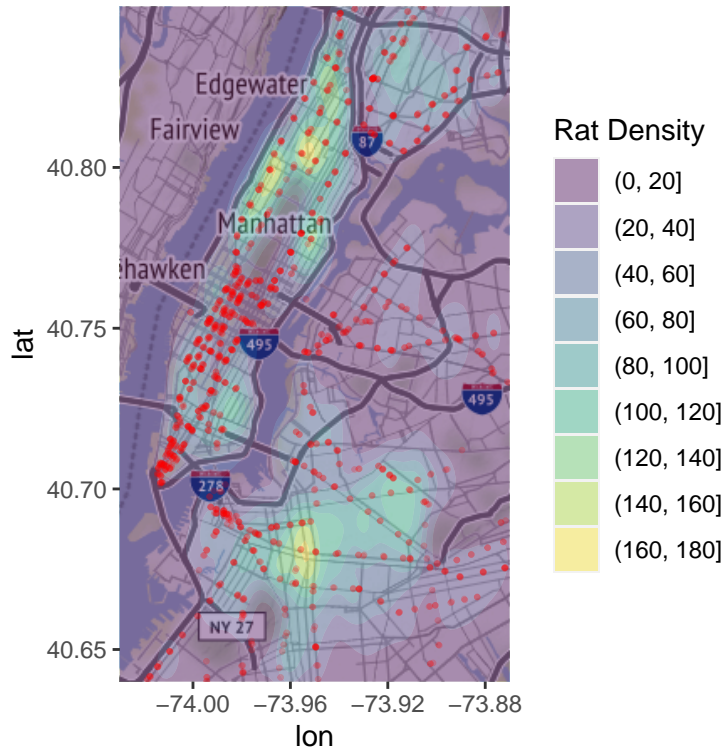 Edgewater
Fairview
87
Manhattan
ehawken
495
495
278
NY 27
40.80
40.75
40.70
40.65
lat
−74.00
−73.96
−73.92
−73.88
lon
Rat Density
(0, 20]
(20, 40]
(40, 60]
(60, 80]
(80, 100]
(100, 120]
(120, 140]
(140, 160]
(160, 180]